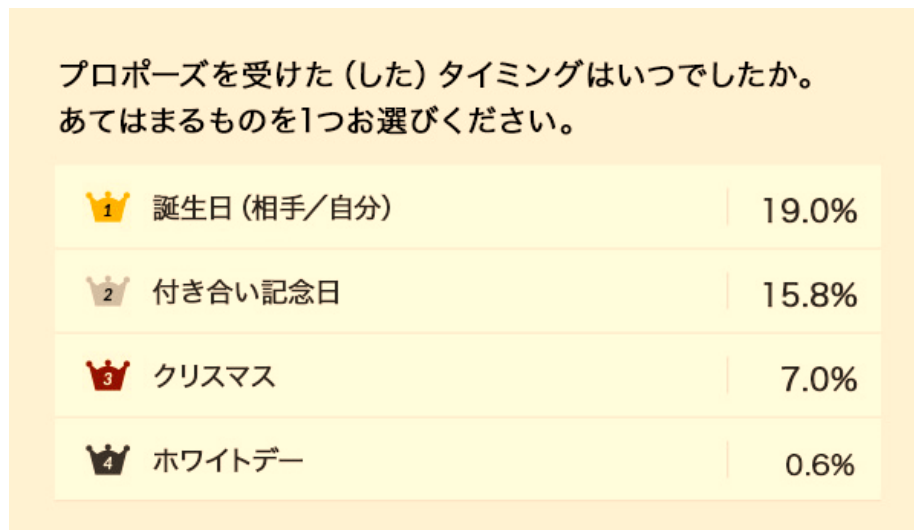 プロポーズを受けた（した）タイミングはいつでしたか。
あてはまるものを1つお選びください。
1 誕生日（相手／自分） 19.0%
2 付き合い記念日 15.8%
3 クリスマス 7.0%
4 ホワイトデー 0.6%